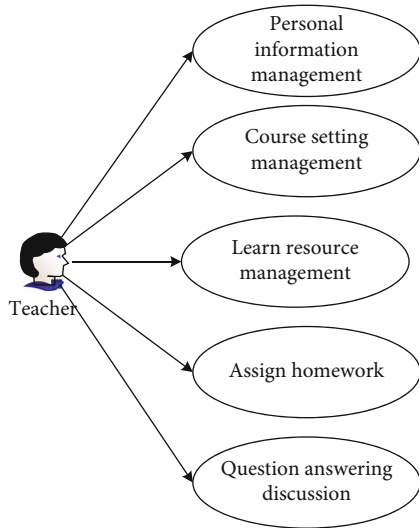 Personal
information
management
Course setting
management
Learn resource
management
Teacher
Assign homework
Question answering
discussion